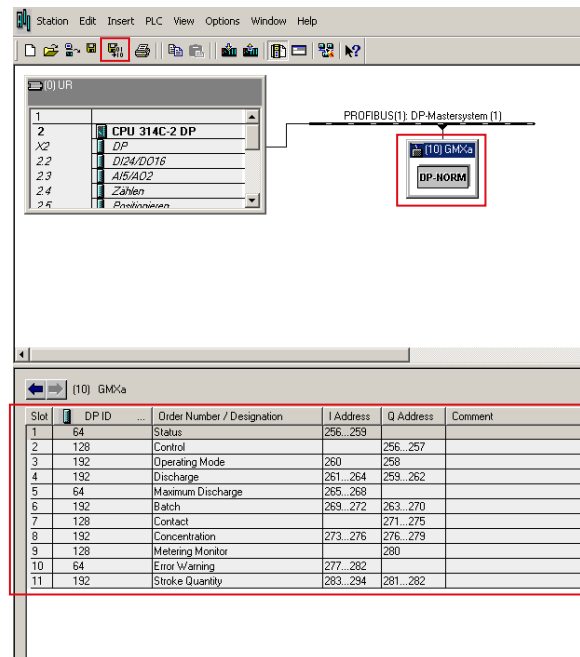 Station Edit Insert PLC View Options Window Help
(0) UR
1
2 CPU 314C-2 DP
X2 DP
2.2 DI24/DO16
2.3 AI5/AO2
2.4 Zählen
2.5 Positionieren
PROFIBUS(1): DP-Mastersystem (1)
(10) GMXa
DP-NORM
(10) GMXa
Slot DP ID ... Order Number / Designation I Address Q Address Comment
1 64 Status 256...259
2 128 Control 256...257
3 192 Operating Mode 260 258
4 192 Discharge 261...264 259...262
5 64 Maximum Discharge 265...268
6 192 Batch 269...272 263...270
7 128 Contact 271...275
8 192 Concentration 273...276 276...279
9 128 Metering Monitor 280
10 64 Error Warning 277...282
11 192 Stroke Quantity 283...294 281...282